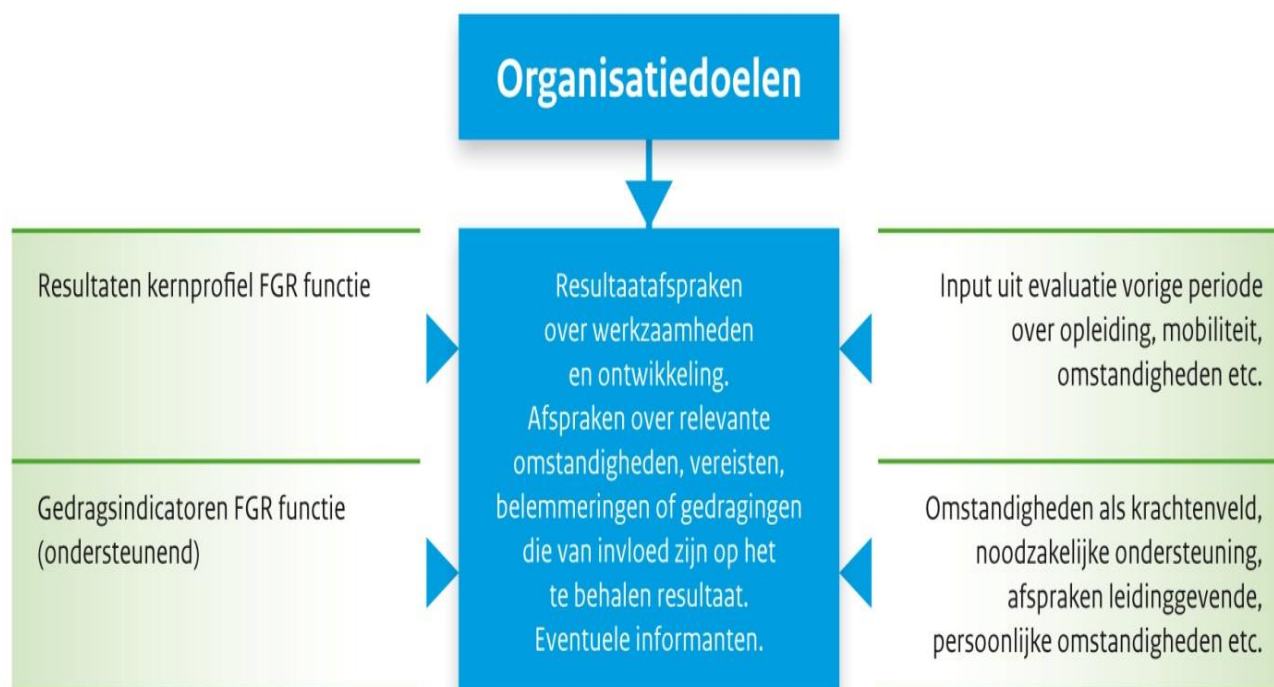 Organisatiedoelen
Resultaten kernprofiel FGR functie
Gedragsindicatoren FGR functie
(ondersteunend)
Resultaatafspraken
over werkzaamheden
en ontwikkeling.
Afspraken over relevante
omstandigheden, vereisten,
belemmeringen of gedragingen
die van invloed zijn op het
te behalen resultaat.
Eventuele informanten.
Input uit evaluatie vorige periode
over opleiding, mobiliteit,
omstandigheden etc.
Omstandigheden als krachtenveld,
noodzakelijke ondersteuning,
afspraken leidinggevende,
persoonlijke omstandigheden etc.